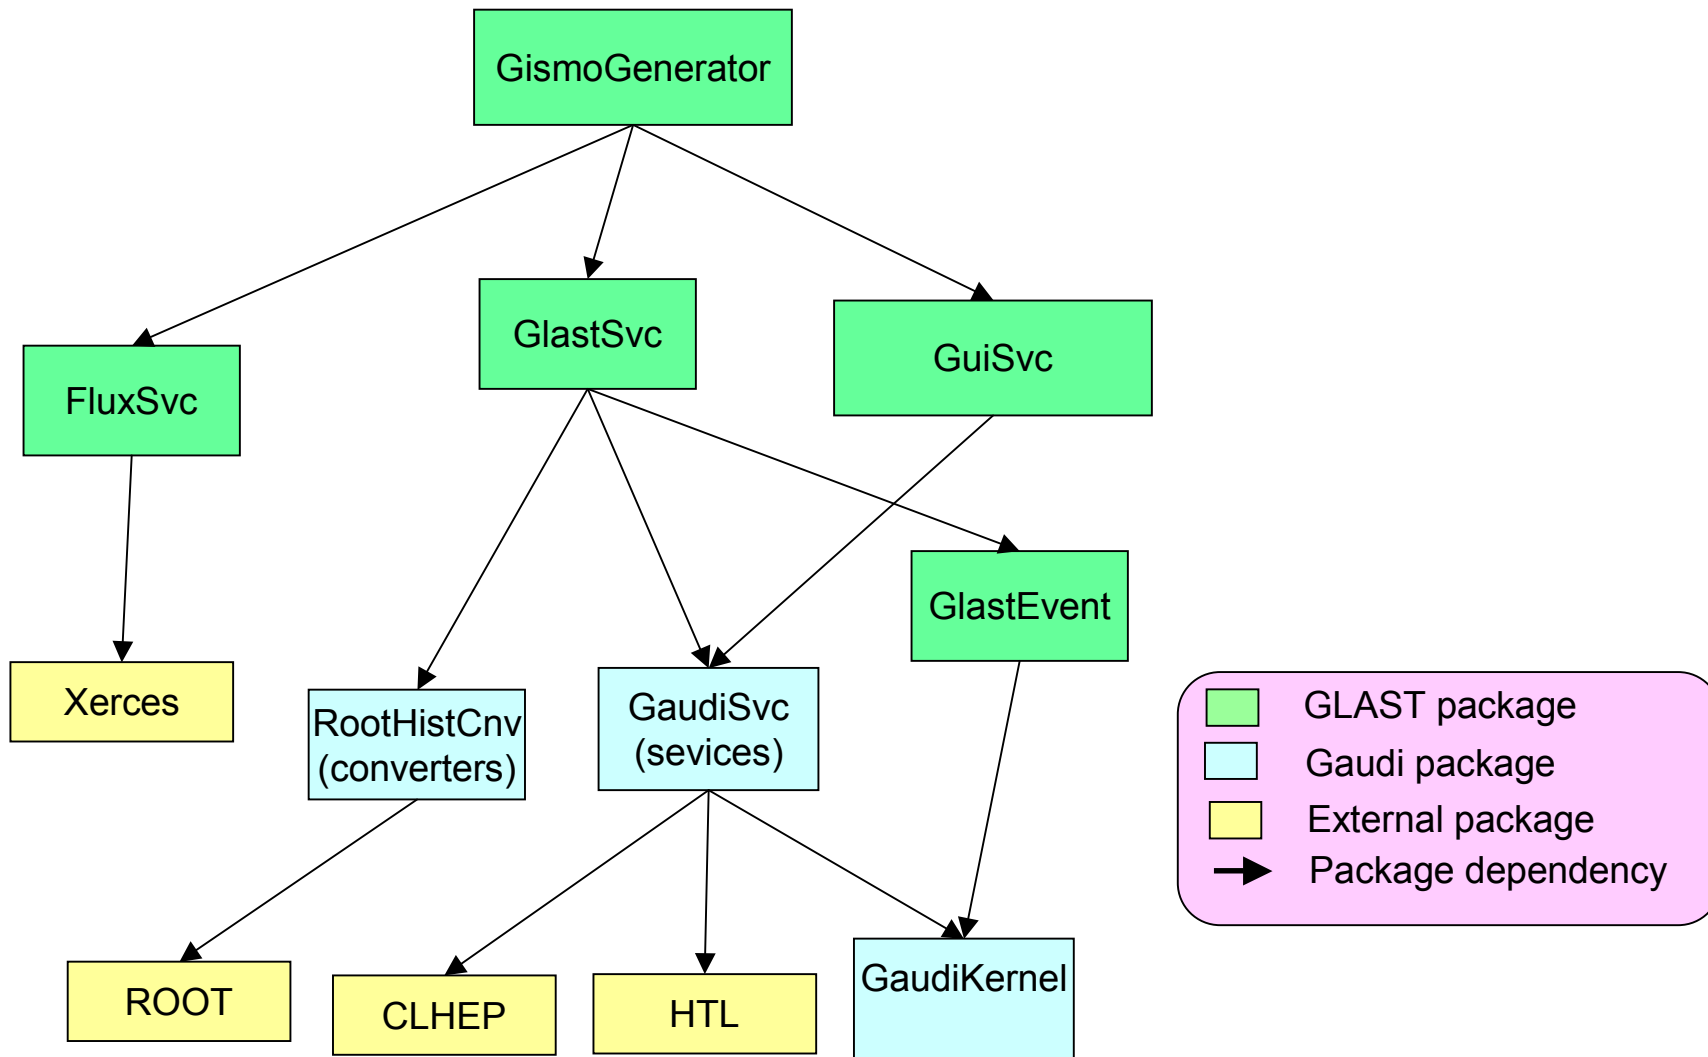 GismoGenerator
GlastSvc
GuiSvc
FluxSvc
GlastEvent
Xerces
RootHistCnv
(converters)
GaudiSvc
(sevices)
GLAST package
Gaudi package
External package
Package dependency
ROOT
CLHEP
HTL
GaudiKernel